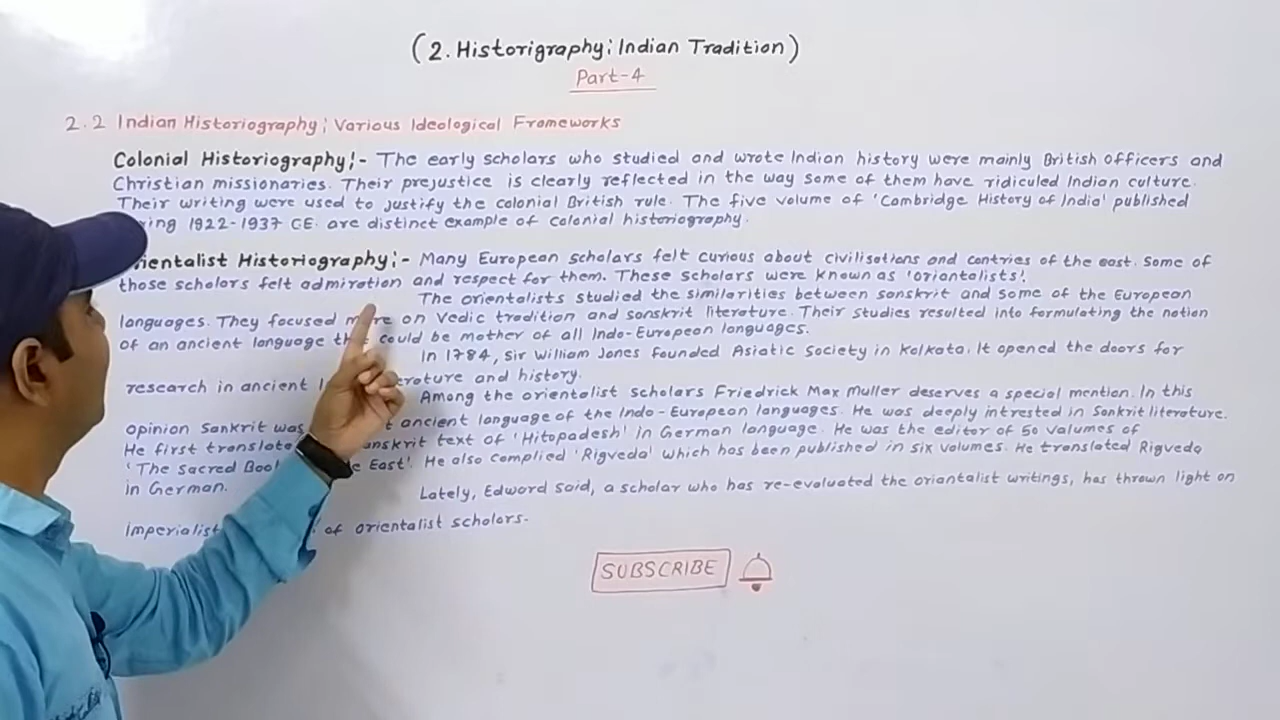 (2. Historigraphy; Indian Tradition)
Part-4
2.2 Indian Historiography; Various Ideological Frameworks
Colonial Historiography;- The early scholars who studied and wrote Indian history were mainly British officers and
Christian missionaries. Their prejustice is clearly reflected in the way some of them have ridiculed Indian culture.
Their writing were used to justify the colonial British rule. The five volume of 'Combridge History of India' published
1922-1937 CE. are distinct example of colonial historiography.
Historiography;- Many European scholars felt curious about civilisations and contries of the east. Some of
those scholors felt admiration and respect for them. These scholars were known as 'oriantalists'.
The orientalists studied the similarities between sanskrit and some of the European
languages. They focused more on Vedic tradition and sanskrit literature. Their studies resulted into formulating the notion
of an ancient language could be mother of all Indo-European languages.
In 1784, Sir William Jones founded Asiatic Society in Kolkata. It opened the doors for
research in ancient and history.
Among the orientalist scholars Friedrick Max Muller deserves a special mention. In this
opinion Sankrit was ancient language of the Indo-European languages. He was deeply intrested in Sankrit literature.
He first text of 'Hitopadesh' in German language. He was the editor of 50 volumes of
'The Sacred East'. He also complied 'Rigveda' which has been published in six volumes. He translated Rigveda
in German.
Lately, Edword Said, a scholar who has re-evaluated the oriantalist writings, has thrown light on
of orientalist scholars.
SUBSCRIBE